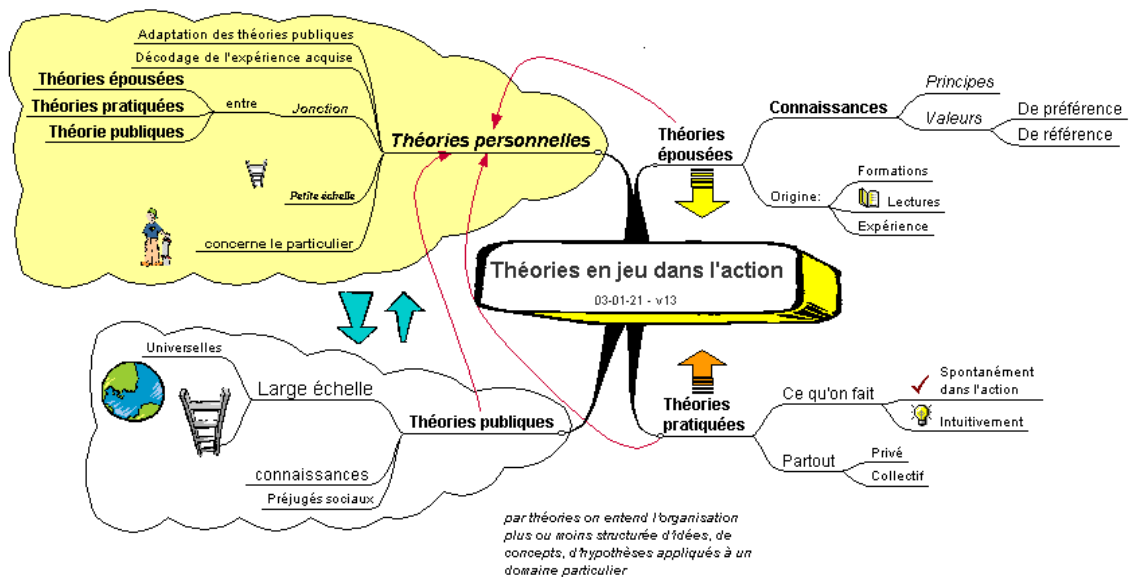 Adaptation des théories publiques
Décodage de l'expérience acquise
Théories épousées
Théories pratiquées
Théorie publiques
entre
Jonction
Théories personnelles
Petite échelle
concerne le particulier
Théories
épousées
Connaissances
Principes
Valeurs
De préférence
De référence
Origine:
Formations
Lectures
Expérience
Théories en jeu dans l'action
03-01-21 - v13
Universelles
Large échelle
Théories publiques
connaissances
Préjugés sociaux
Théories
pratiquées
Ce qu'on fait
Spontanément
dans l'action
Intuitivement
Partout
Privé
Collectif
par théories on entend l'organisation
plus ou moins structurée d'idées, de
concepts, d'hypothèses appliqués à un
domaine particulier